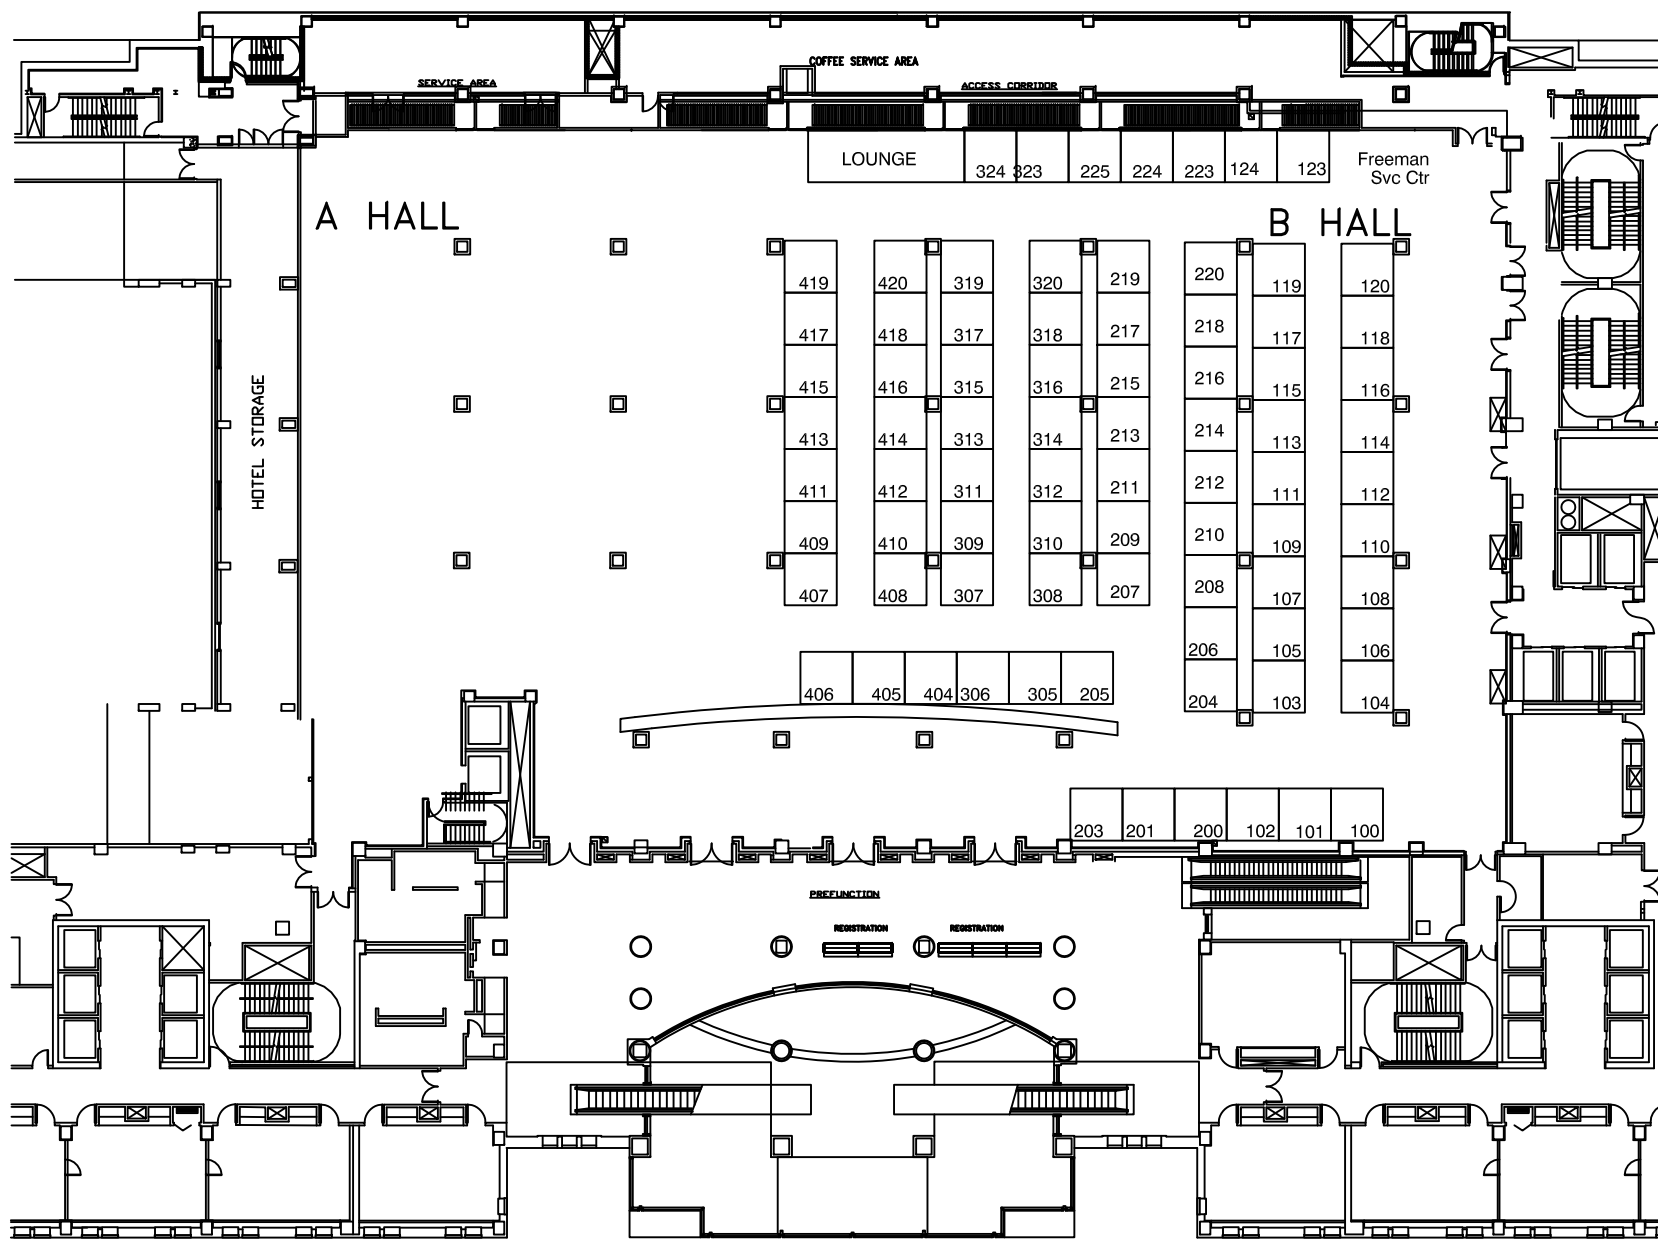 COFFEE SERVICE AREA
SERVICE AREA
ACCESS CORRIDOR
LOUNGE
324 323 225 224 223 124 123
Freeman
Svc Ctr
A HALL
B HALL
419 420 319 320 219 220 119 120
417 418 317 318 217 218 117 118
415 416 315 316 215 216 115 116
413 414 313 314 213 214 113 114
411 412 311 312 211 212 111 112
409 410 309 310 209 210 109 110
407 408 307 308 207 208 107 108
206 105 106
204 103 104
HOTEL STORAGE
406 405 404 306 305 205
203 201 200 102 101 100
PREFUNCTION
REGISTRATION REGISTRATION